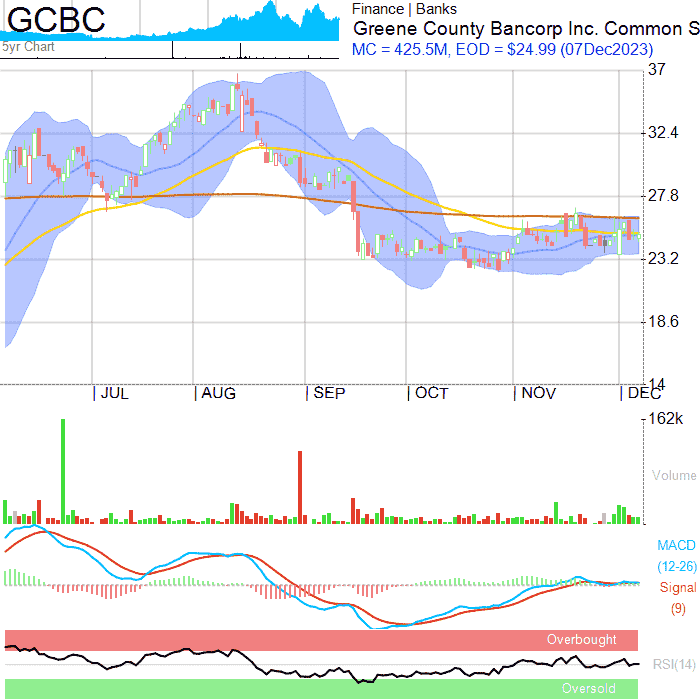 GCBC
5yr Chart
Finance | Banks
Greene County Bancorp Inc. Common S
MC = 425.5M, EOD = $24.99 (07Dec2023)
37
32.4
27.8
23.2
18.6
14
JUL AUG SEP OCT NOV DEC
162k
Volume
MACD
(12-26)
Signal
(9)
Overbought
RSI(14)
Oversold